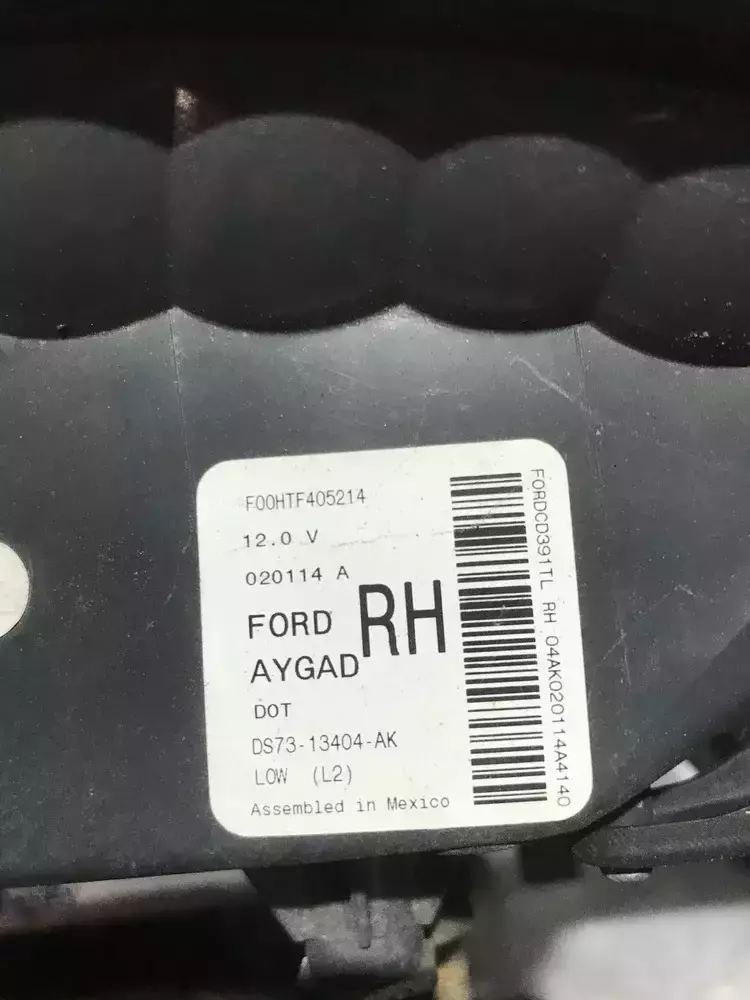 F00HTF405214
12.0 V
020114 A
FORD
RH
AYGAD
DOT
DS73-13404-AK
LOW (L2)
Assembled in Mexico
FORDCD391TL RH 04AK020114A4140